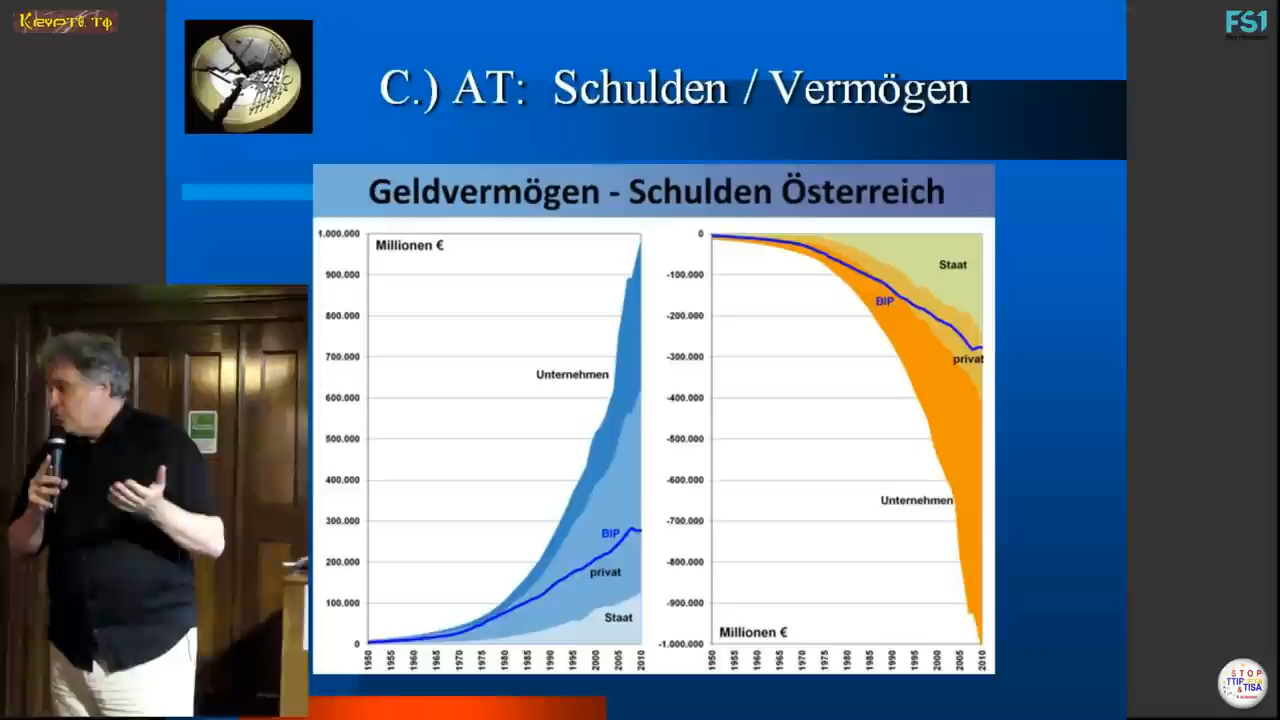 KRYPT0.Tφ
FS1
C.) AT: Schulden / Vermögen
Geldvermögen - Schulden Österreich
Millionen €
1.000.000
900.000
800.000
700.000
600.000
500.000
400.000
300.000
200.000
100.000
0
Unternehmen
BIP
privat
Staat
1950 1955 1960 1965 1970 1975 1980 1985 1990 1995 2000 2005 2010
0
-100.000
-200.000
-300.000
-400.000
-500.000
-600.000
-700.000
-800.000
-900.000
-1.000.000
Staat
BIP
privat
Unternehmen
Millionen €
1950 1955 1960 1965 1970 1975 1980 1985 1990 1995 2000 2005 2010
STOP
TTIP CETA
& TISA